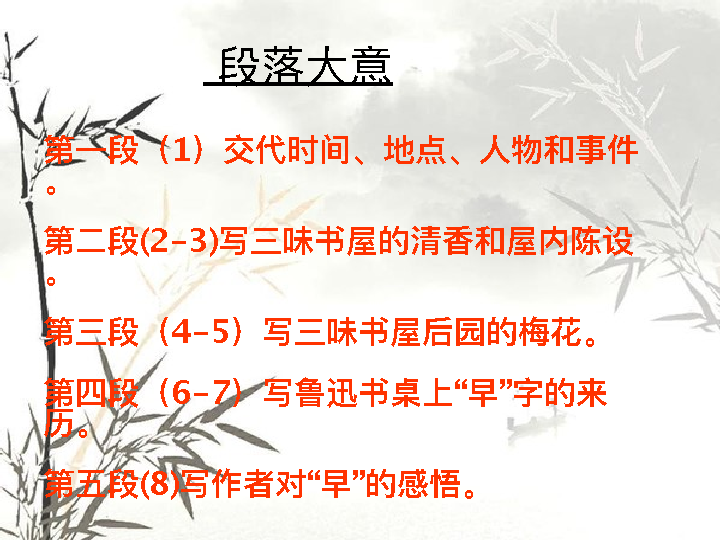 段落大意
第一段（1）交代时间、地点、人物和事件
。
第二段(2-3)写三味书屋的清香和屋内陈设
。
第三段（4-5）写三味书屋后园的梅花。
第四段（6-7）写鲁迅书桌上“早”字的来
历。
第五段(8)写作者对“早”的感悟。